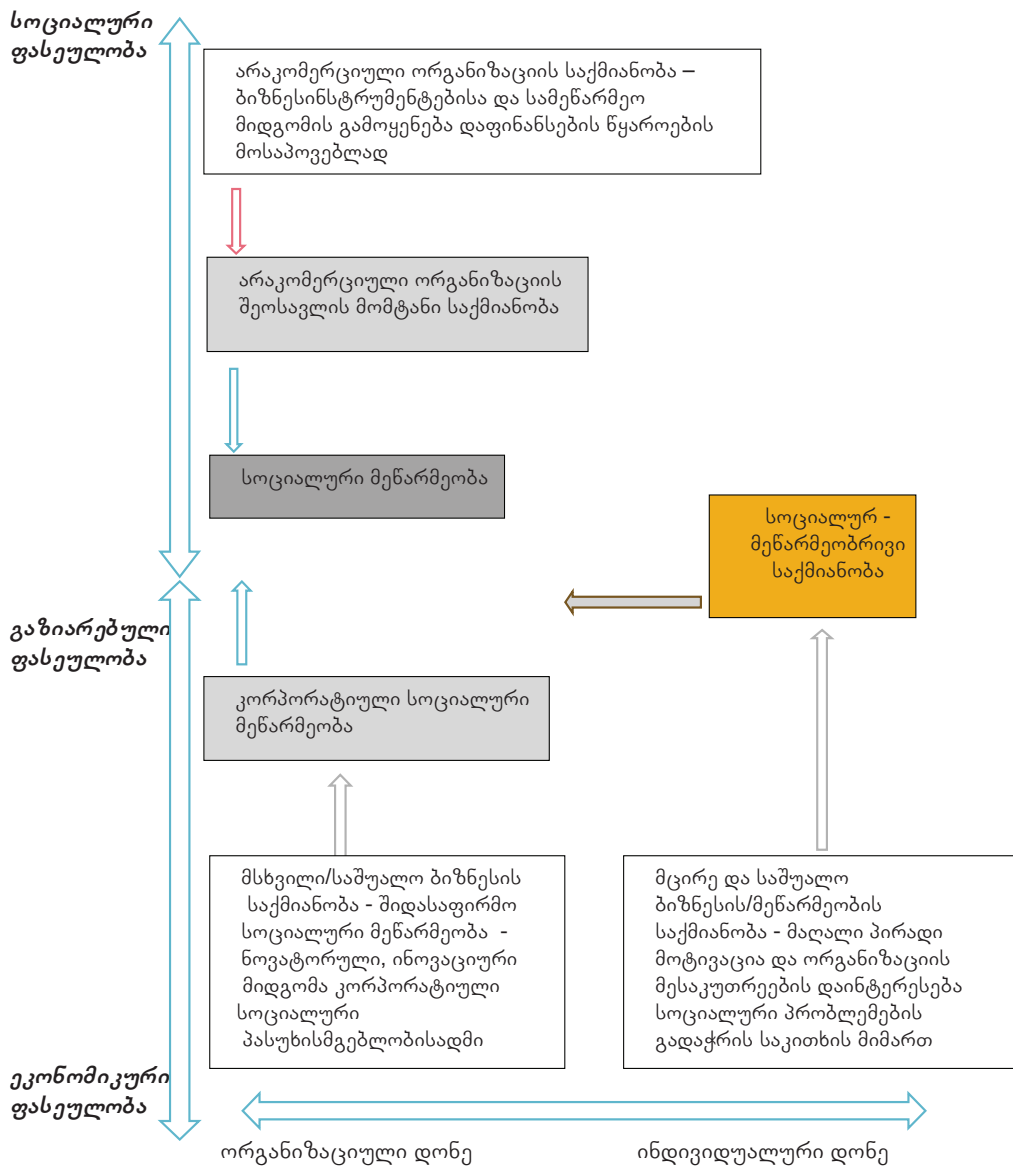 სოციალური
ფასეულობა
არაკომერციული ორგანიზაციის საქმიანობა –
ბიზნესინსტრუმენტებისა და სამეწარმეო
მიდგომის გამოყენება დაფინანსების წყაროების
მოსაპოვებლად
არაკომერციული ორგანიზაციის
შეოსავლის მომტანი საქმიანობა
სოციალური მეწარმეობა
სოციალურ -
მეწარმეობრივი
საქმიანობა
გაზიარებული
ფასეულობა
კორპორატიული სოციალური
მეწარმეობა
მსხვილი/საშუალო ბიზნესის
საქმიანობა - შიდასაფირმო
სოციალური მეწარმეობა -
ნოვატორული, ინოვაციური
მიდგომა კორპორატიული
სოციალური
პასუხისმგებლობისადმი
მცირე და საშუალო
ბიზნესის/მეწარმეობის
საქმიანობა - მაღალი პირადი
მოტივაცია და ორგანიზაციის
მესაკუთრეების დაინტერესება
სოციალური პრობლემების
გადაჭრის საკითხის მიმართ
ეკონომიკური
ფასეულობა
ორგანიზაციული დონე
ინდივიდუალური დონე